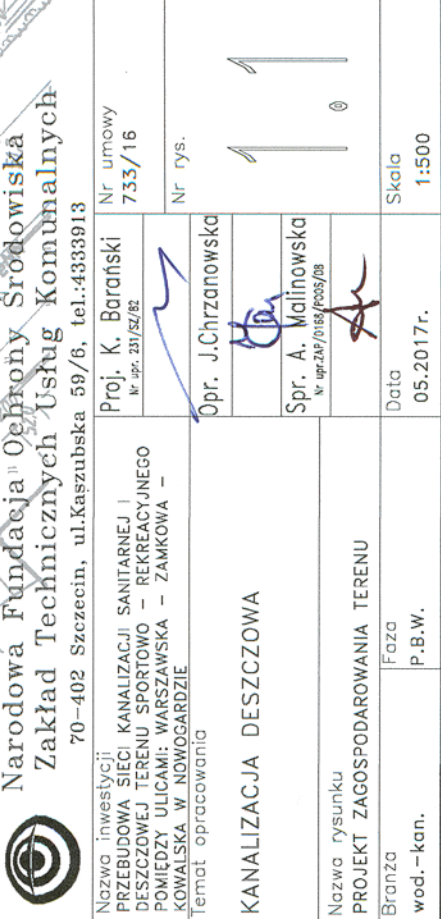 Narodowa Fundacja Ochrony Środowiska
Zakład Technicznych Usług Komunalnych
70-402 Szczecin, ul.Kaszubska 59/6, tel.:4333913
Nazwa inwestycji
PRZEBUDOWA SIECI KANALIZACJI SANITARNEJ I
DESZCZOWEJ TERENU SPORTOWO – REKREACYJNEGO
POMIĘDZY ULICAMI: WARSZAWSKA – ZAMKOWA –
KOWALSKA W NOWOGARDZIE
Proj. K. Barański
Nr upr. 231/SZ/82
Nr umowy
733/16
Temat opracowania
KANALIZACJA DESZCZOWA
Opr. J.Chrzanowska
Nr rys.
1.1
Spr. A. Malinowska
Nr upr.ZAP/0168/POOS/08
Nazwa rysunku
PROJEKT ZAGOSPODAROWANIA TERENU
Branża
wod.–kan.
Faza
P.B.W.
Data
05.2017r.
Skala
1:500